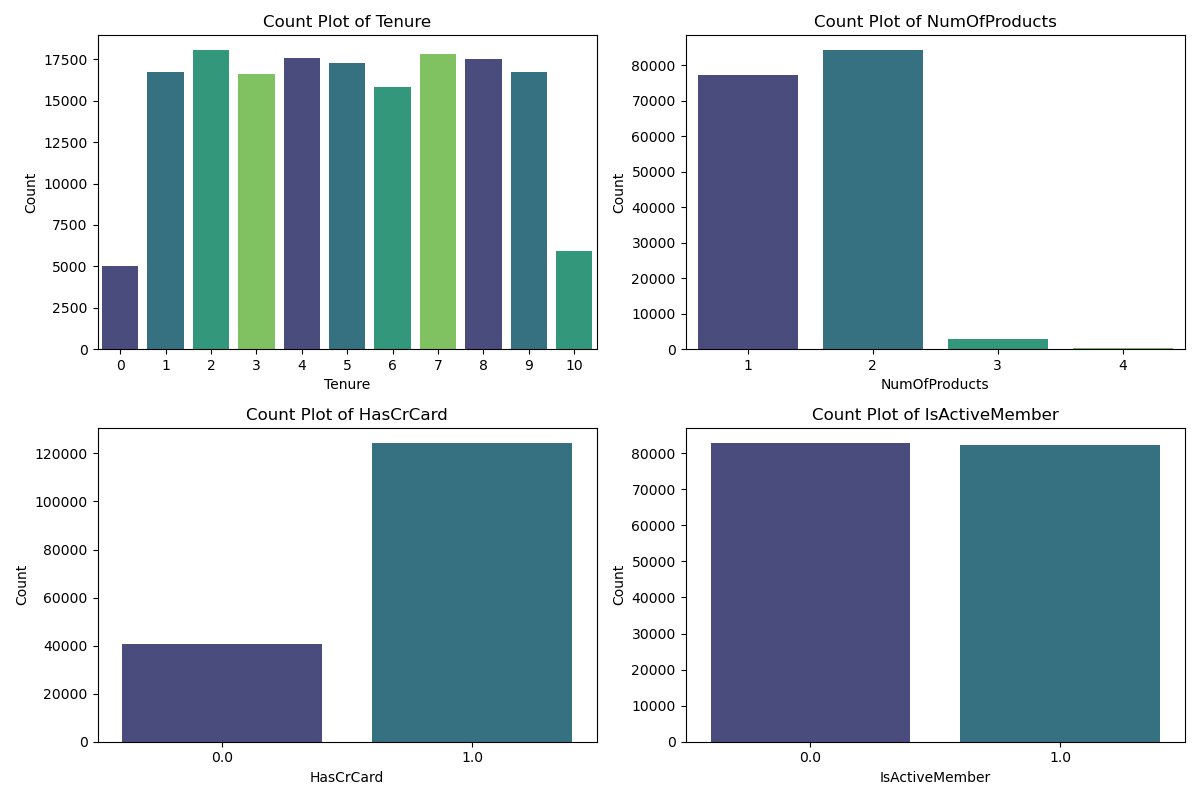 Count Plot of Tenure
Count
17500
15000
12500
10000
7500
5000
2500
0
0 1 2 3 4 5 6 7 8 9 10
Tenure
Count Plot of NumOfProducts
Count
80000
70000
60000
50000
40000
30000
20000
10000
0
1 2 3 4
NumOfProducts
Count Plot of HasCrCard
Count
120000
100000
80000
60000
40000
20000
0
0.0 1.0
HasCrCard
Count Plot of IsActiveMember
Count
80000
70000
60000
50000
40000
30000
20000
10000
0
0.0 1.0
IsActiveMember